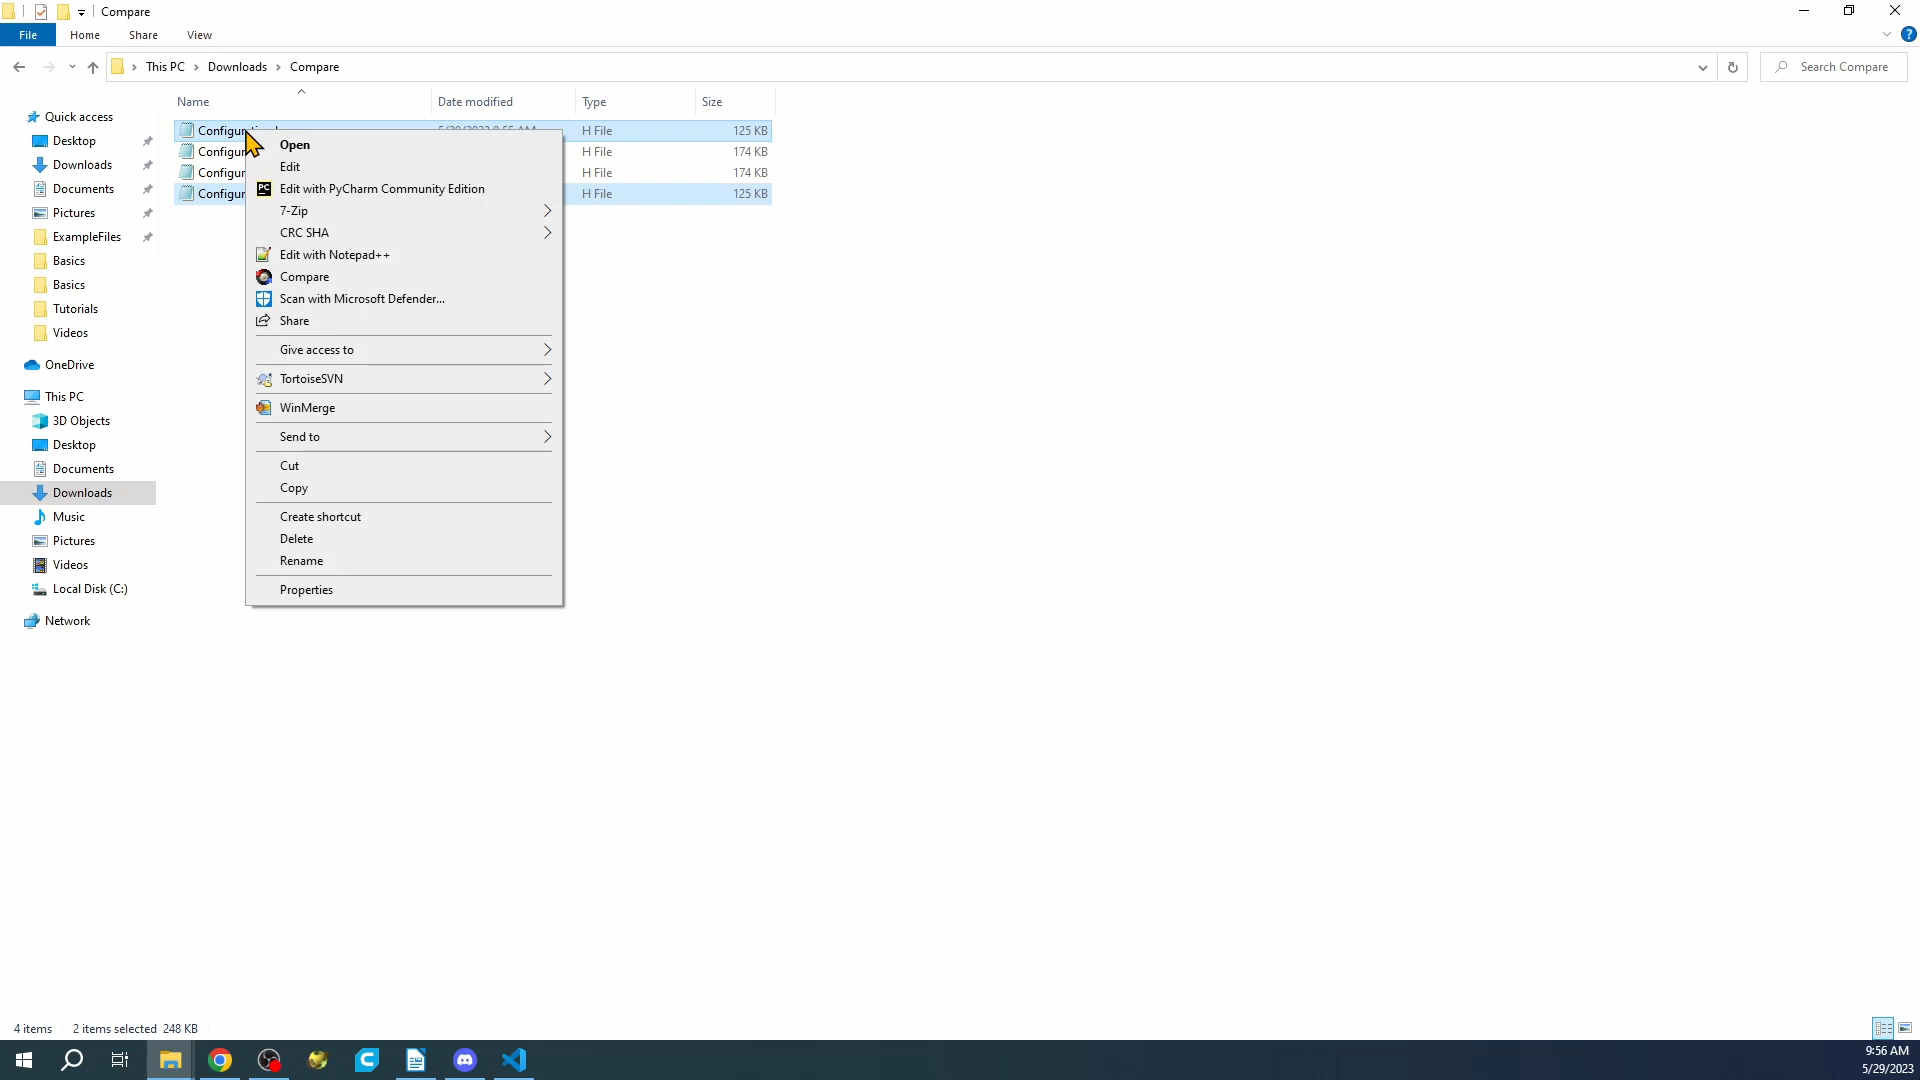 Compare
File Home Share View
This PC Downloads Compare
Search Compare
Name Date modified Type Size
H File 125 KB
H File 174 KB
H File 174 KB
H File 125 KB
Quick access
Desktop
Downloads
Documents
Pictures
ExampleFiles
Basics
Basics
Tutorials
Videos
OneDrive
This PC
3D Objects
Desktop
Documents
Downloads
Music
Pictures
Videos
Local Disk (C:)
Network
Open
Edit
PC Edit with PyCharm Community Edition
7-Zip
CRC SHA
Edit with Notepad++
Compare
Scan with Microsoft Defender...
Share
Give access to
TortoiseSVN
WinMerge
Send to
Cut
Copy
Create shortcut
Delete
Rename
Properties
4 items 2 items selected 248 KB
9:56 AM
5/29/2023